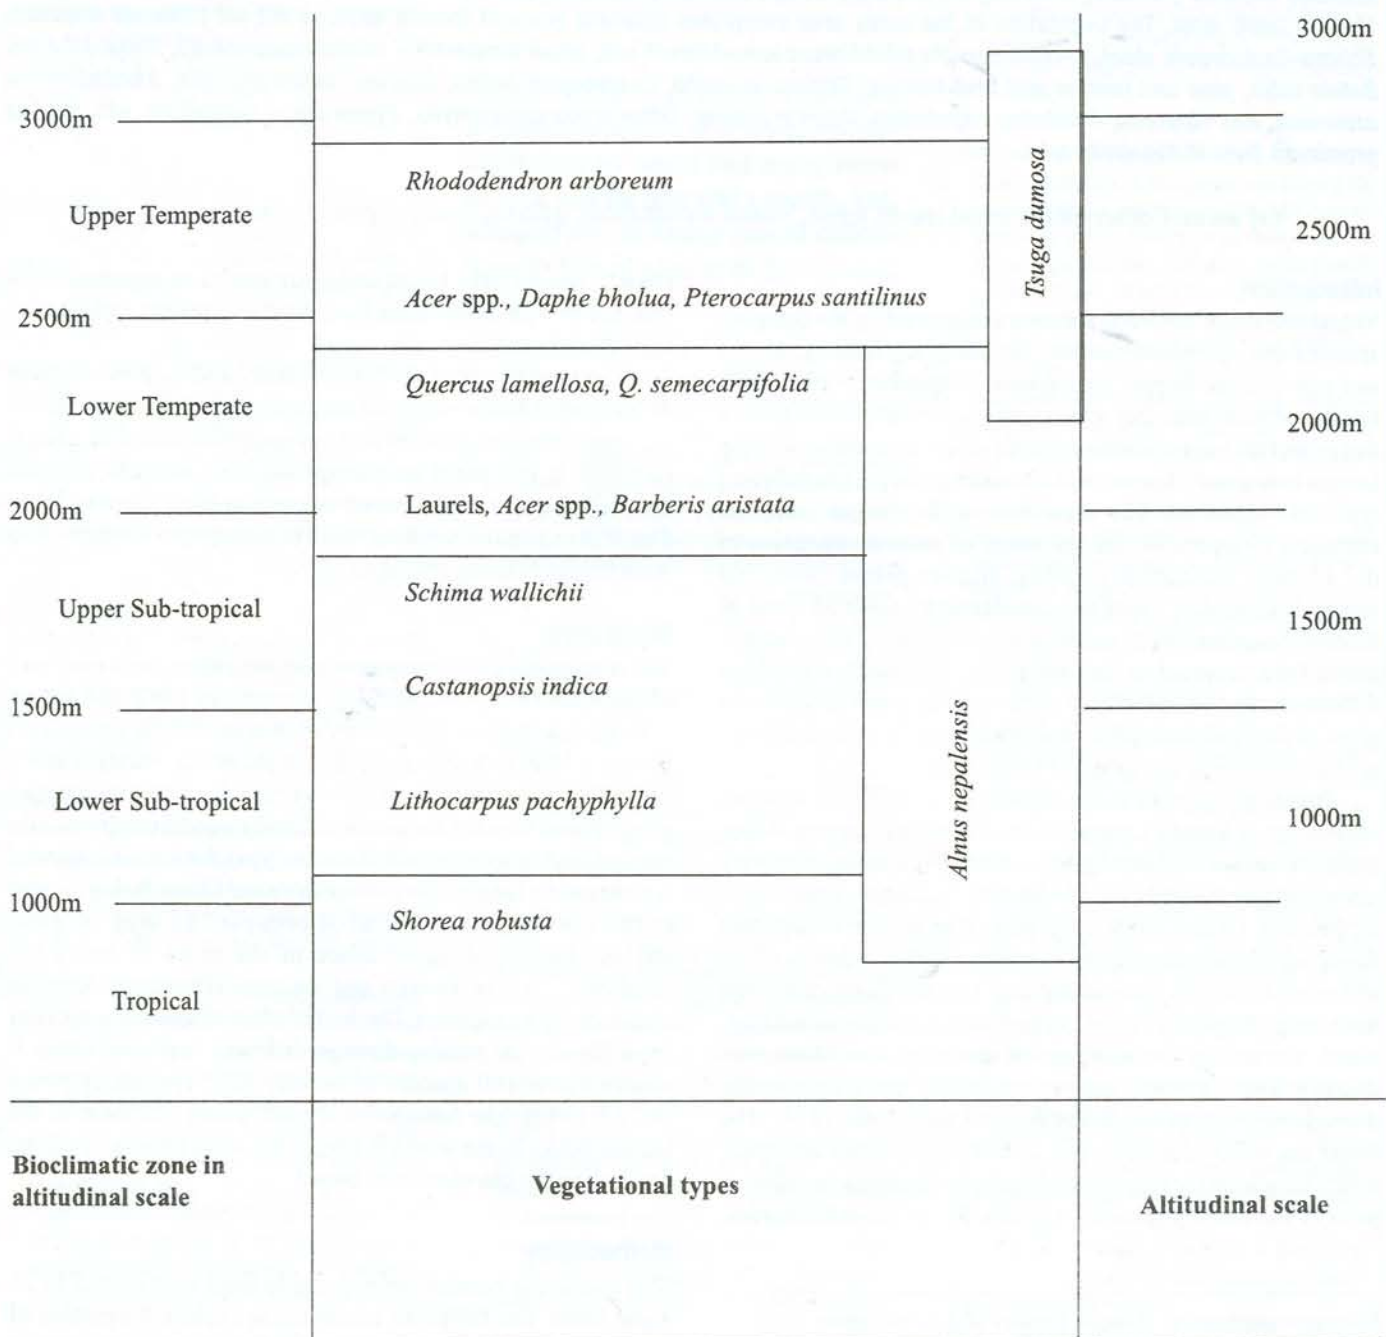 3000m
3000m
Rhododendron arboreum
Upper Temperate
Tsuga dumosa
2500m
Acer spp., Daphe bholua, Pterocarpus santilinus
2500m
Quercus lamellosa, Q. semecarpifolia
Lower Temperate
2000m
Laurels, Acer spp., Barberis aristata
2000m
Schima wallichii
Upper Sub-tropical
1500m
Castanopsis indica
1500m
Alnus nepalensis
Lower Sub-tropical
Lithocarpus pachyphylla
1000m
1000m
Shorea robusta
Tropical
Bioclimatic zone in
altitudinal scale
Vegetational types
Altitudinal scale